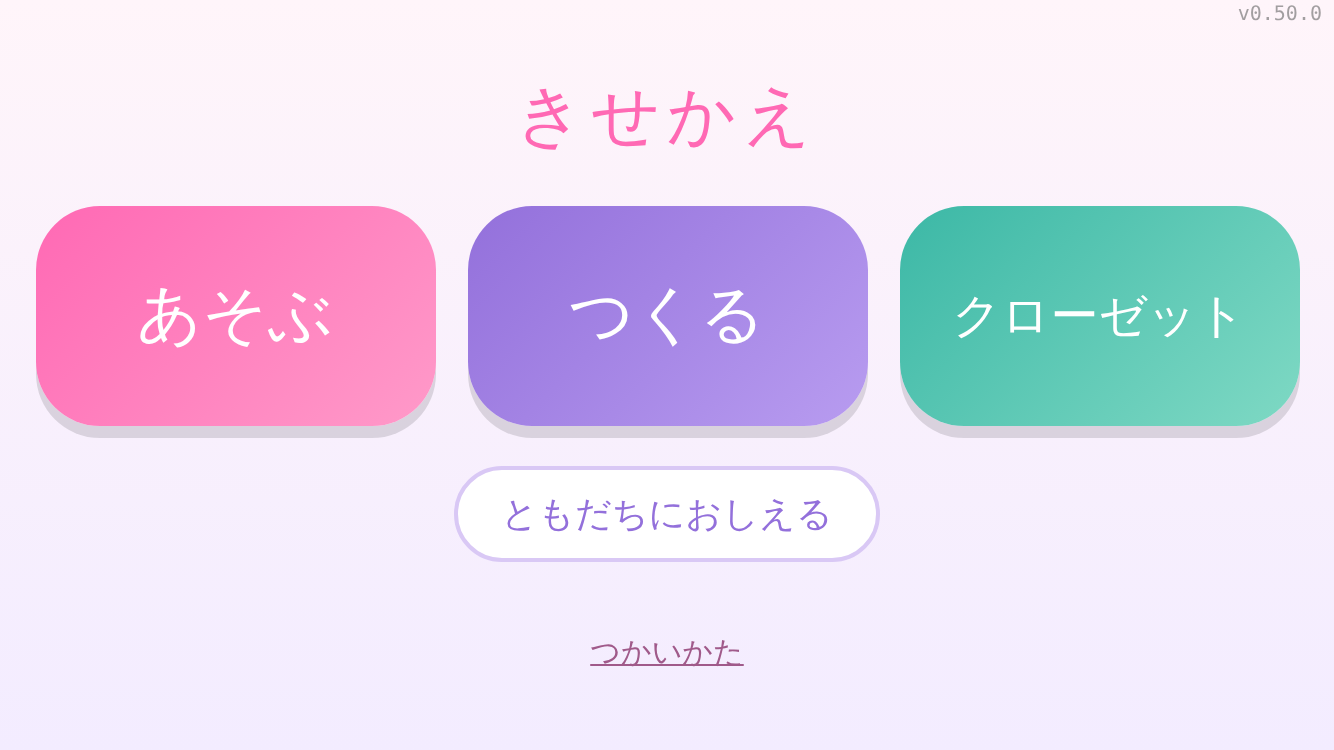 v0.50.0
きせかえ
あそぶ
つくる
クローゼット
ともだちにおしえる
つかいかた